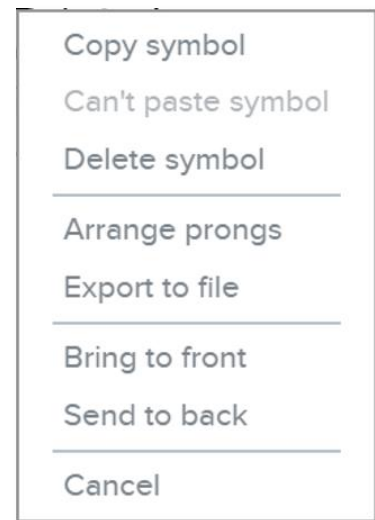 Copy symbol
Can't paste symbol
Delete symbol
Arrange prongs
Export to file
Bring to front
Send to back
Cancel